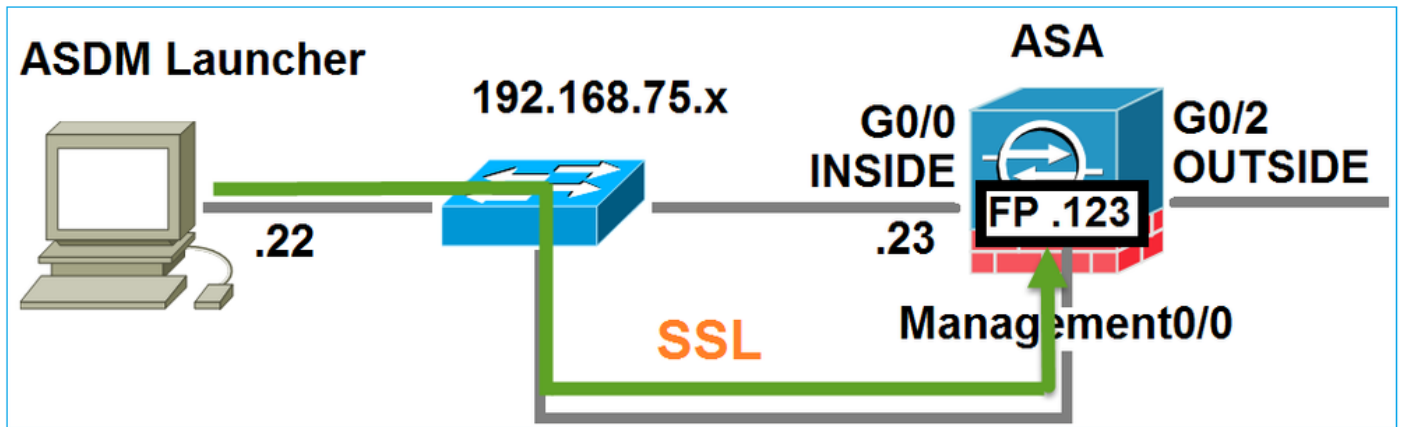 ASDM Launcher
192.168.75.x
ASA
G0/0
INSIDE
G0/2
OUTSIDE
FP .123
.22
.23
Management0/0
SSL